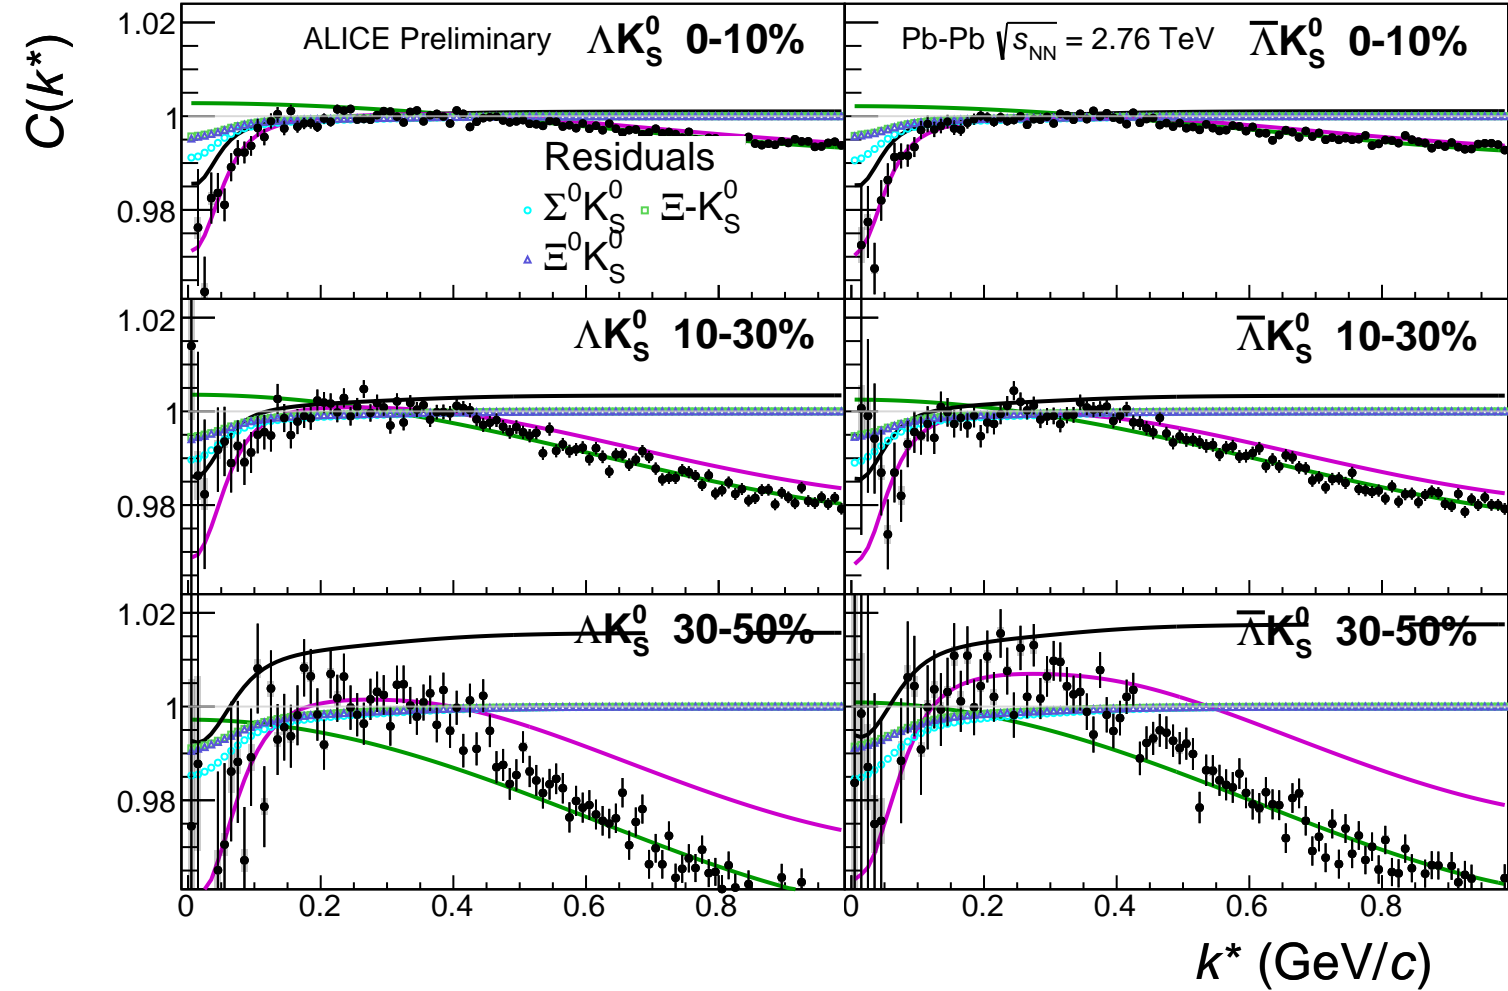 C(k*)
1.02
1
0.98
ALICE Preliminary
ΛK⁰S 0-10%
Pb-Pb √sNN = 2.76 TeV
Λ̅K⁰S 0-10%
Residuals
Σ⁰K⁰S
Ξ-K⁰S
Ξ⁰K⁰S
1.02
1
0.98
ΛK⁰S 10-30%
Λ̅K⁰S 10-30%
1.02
1
0.98
ΛK⁰S 30-50%
Λ̅K⁰S 30-50%
0 0.2 0.4 0.6 0.8
0 0.2 0.4 0.6 0.8
k* (GeV/c)